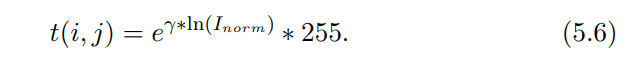 t(i, j) = e^{γ*ln(I_{norm})} * 255. (5.6)